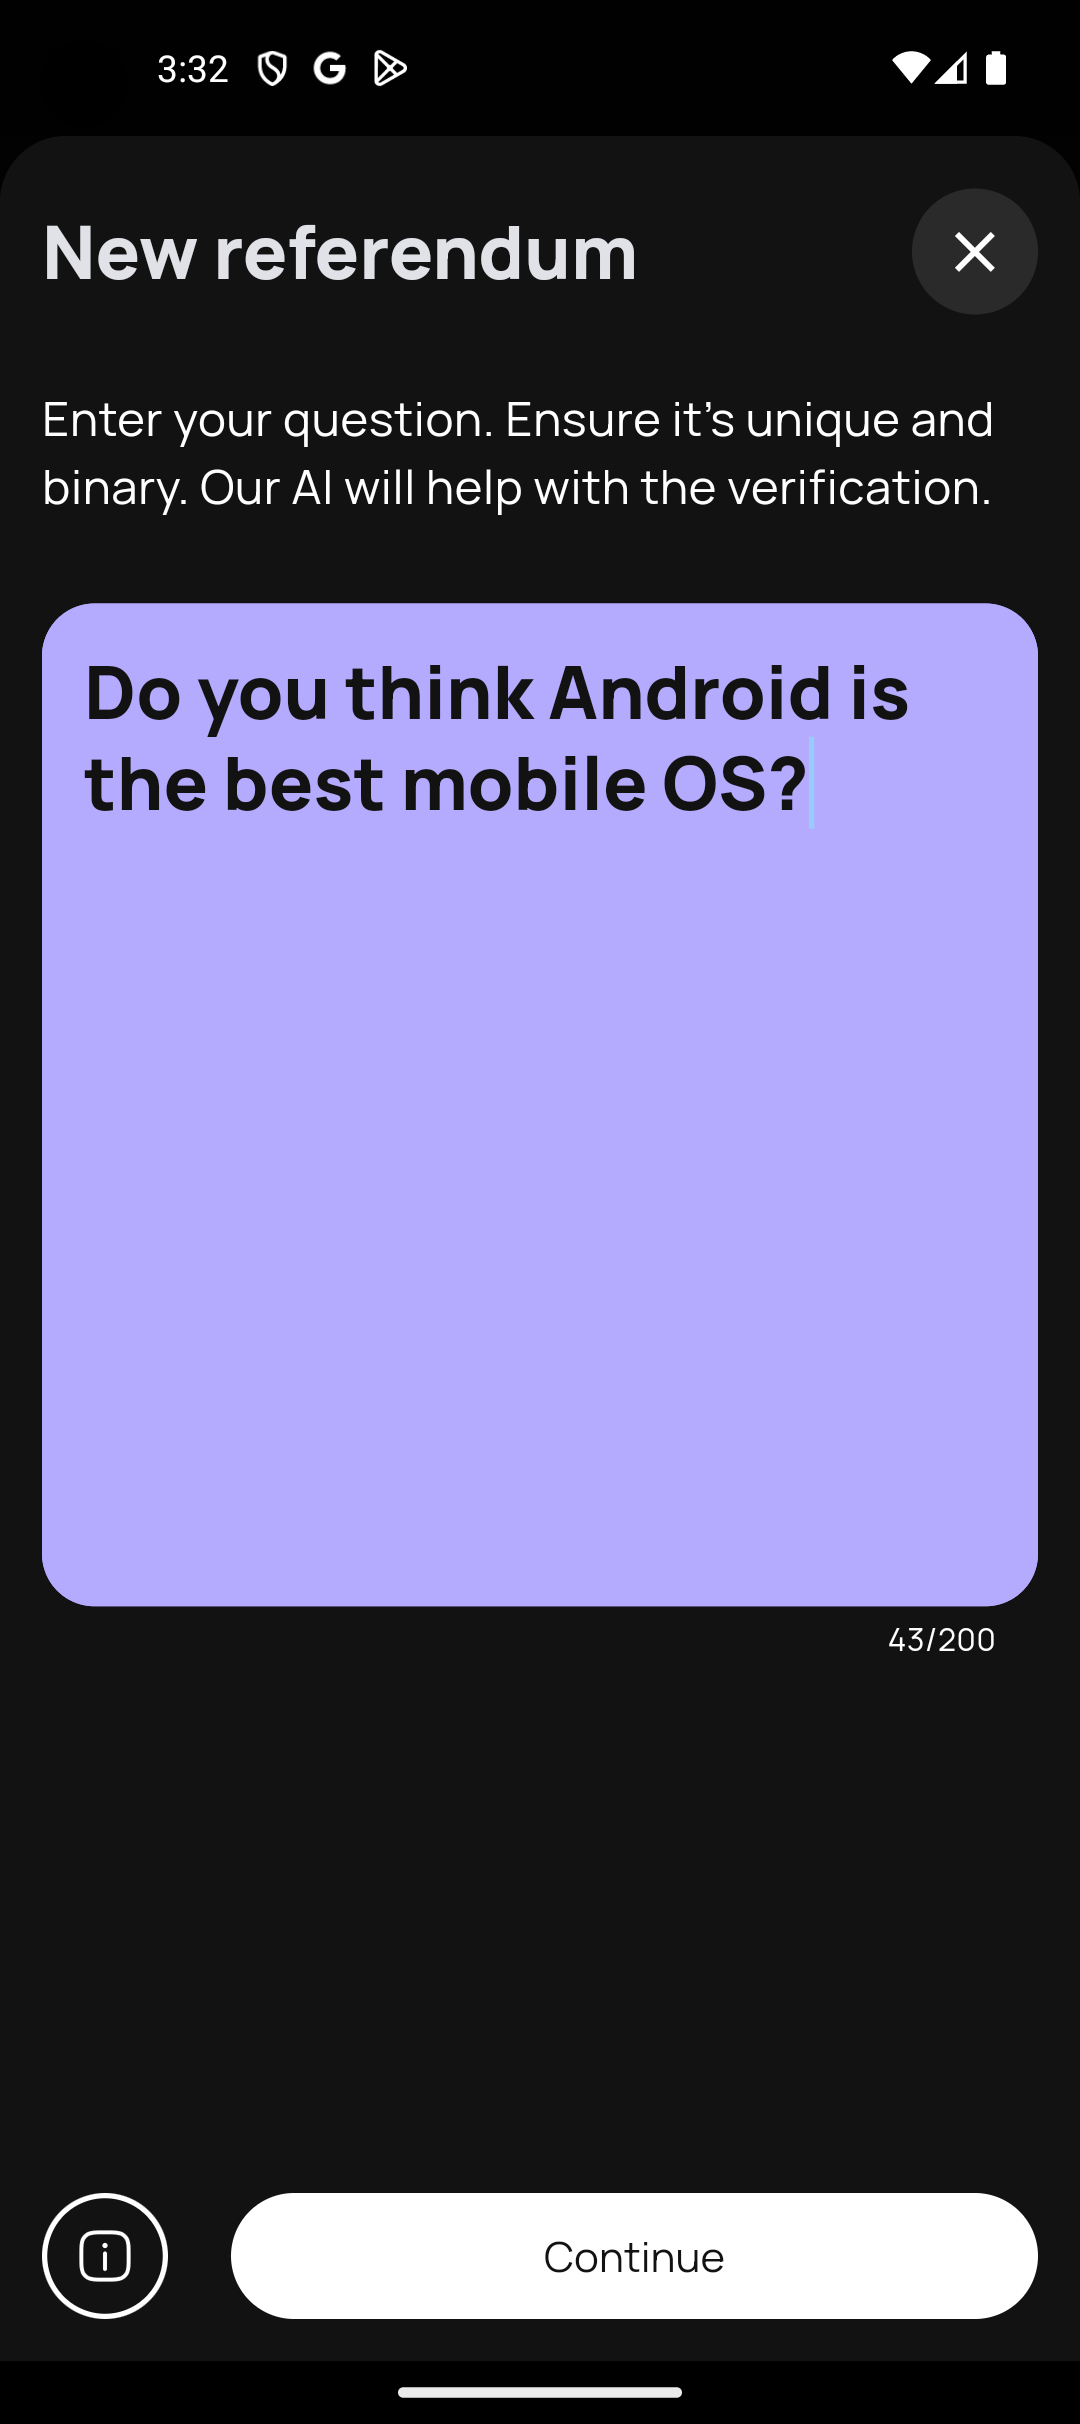 3:32
New referendum
Enter your question. Ensure it's unique and
binary. Our AI will help with the verification.
Do you think Android is
the best mobile OS?
43/200
Continue